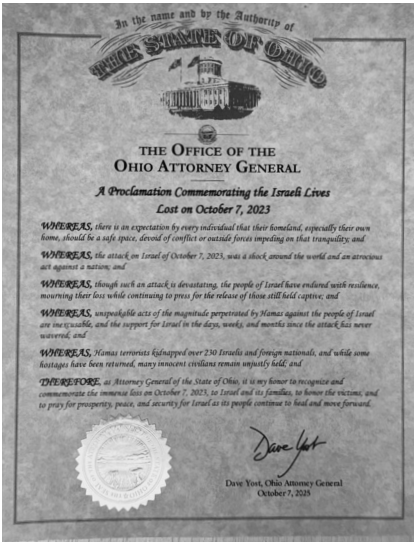 In the name and by the Authority of
THE STATE OF OHIO
THE OFFICE OF THE
OHIO ATTORNEY GENERAL
A Proclamation Commemorating the Israeli Lives
Lost on October 7, 2023
WHEREAS, there is an expectation by every individual that their homeland, especially their own
home, should be a safe space, devoid of conflict or outside forces impeding on that tranquility; and
WHEREAS, the attack on Israel of October 7, 2023, was a shock around the world and an atrocious
act against a nation; and
WHEREAS, though such an attack is devastating, the people of Israel have endured with resilience,
mourning their loss while continuing to press for the release of those still held captive; and
WHEREAS, unspeakable acts of the magnitude perpetrated by Hamas against the people of Israel
are inexcusable, and the support for Israel in the days, weeks, and months since the attack has never
wavered; and
WHEREAS, Hamas terrorists kidnapped over 230 Israelis and foreign nationals, and while some
hostages have been returned, many innocent civilians remain unjustly held; and
THEREFORE, as Attorney General of the State of Ohio, it is my honor to recognize and
commemorate the immense loss on October 7, 2023, to Israel and its families, to honor the victims, and
to pray for prosperity, peace, and security for Israel as its people continue to heal and move forward.
Dave Yost
Dave Yost, Ohio Attorney General
October 7, 2025